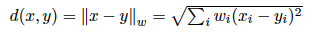 d(x, y) = ‖x − y‖_w = √∑_i w_i(x_i − y_i)²